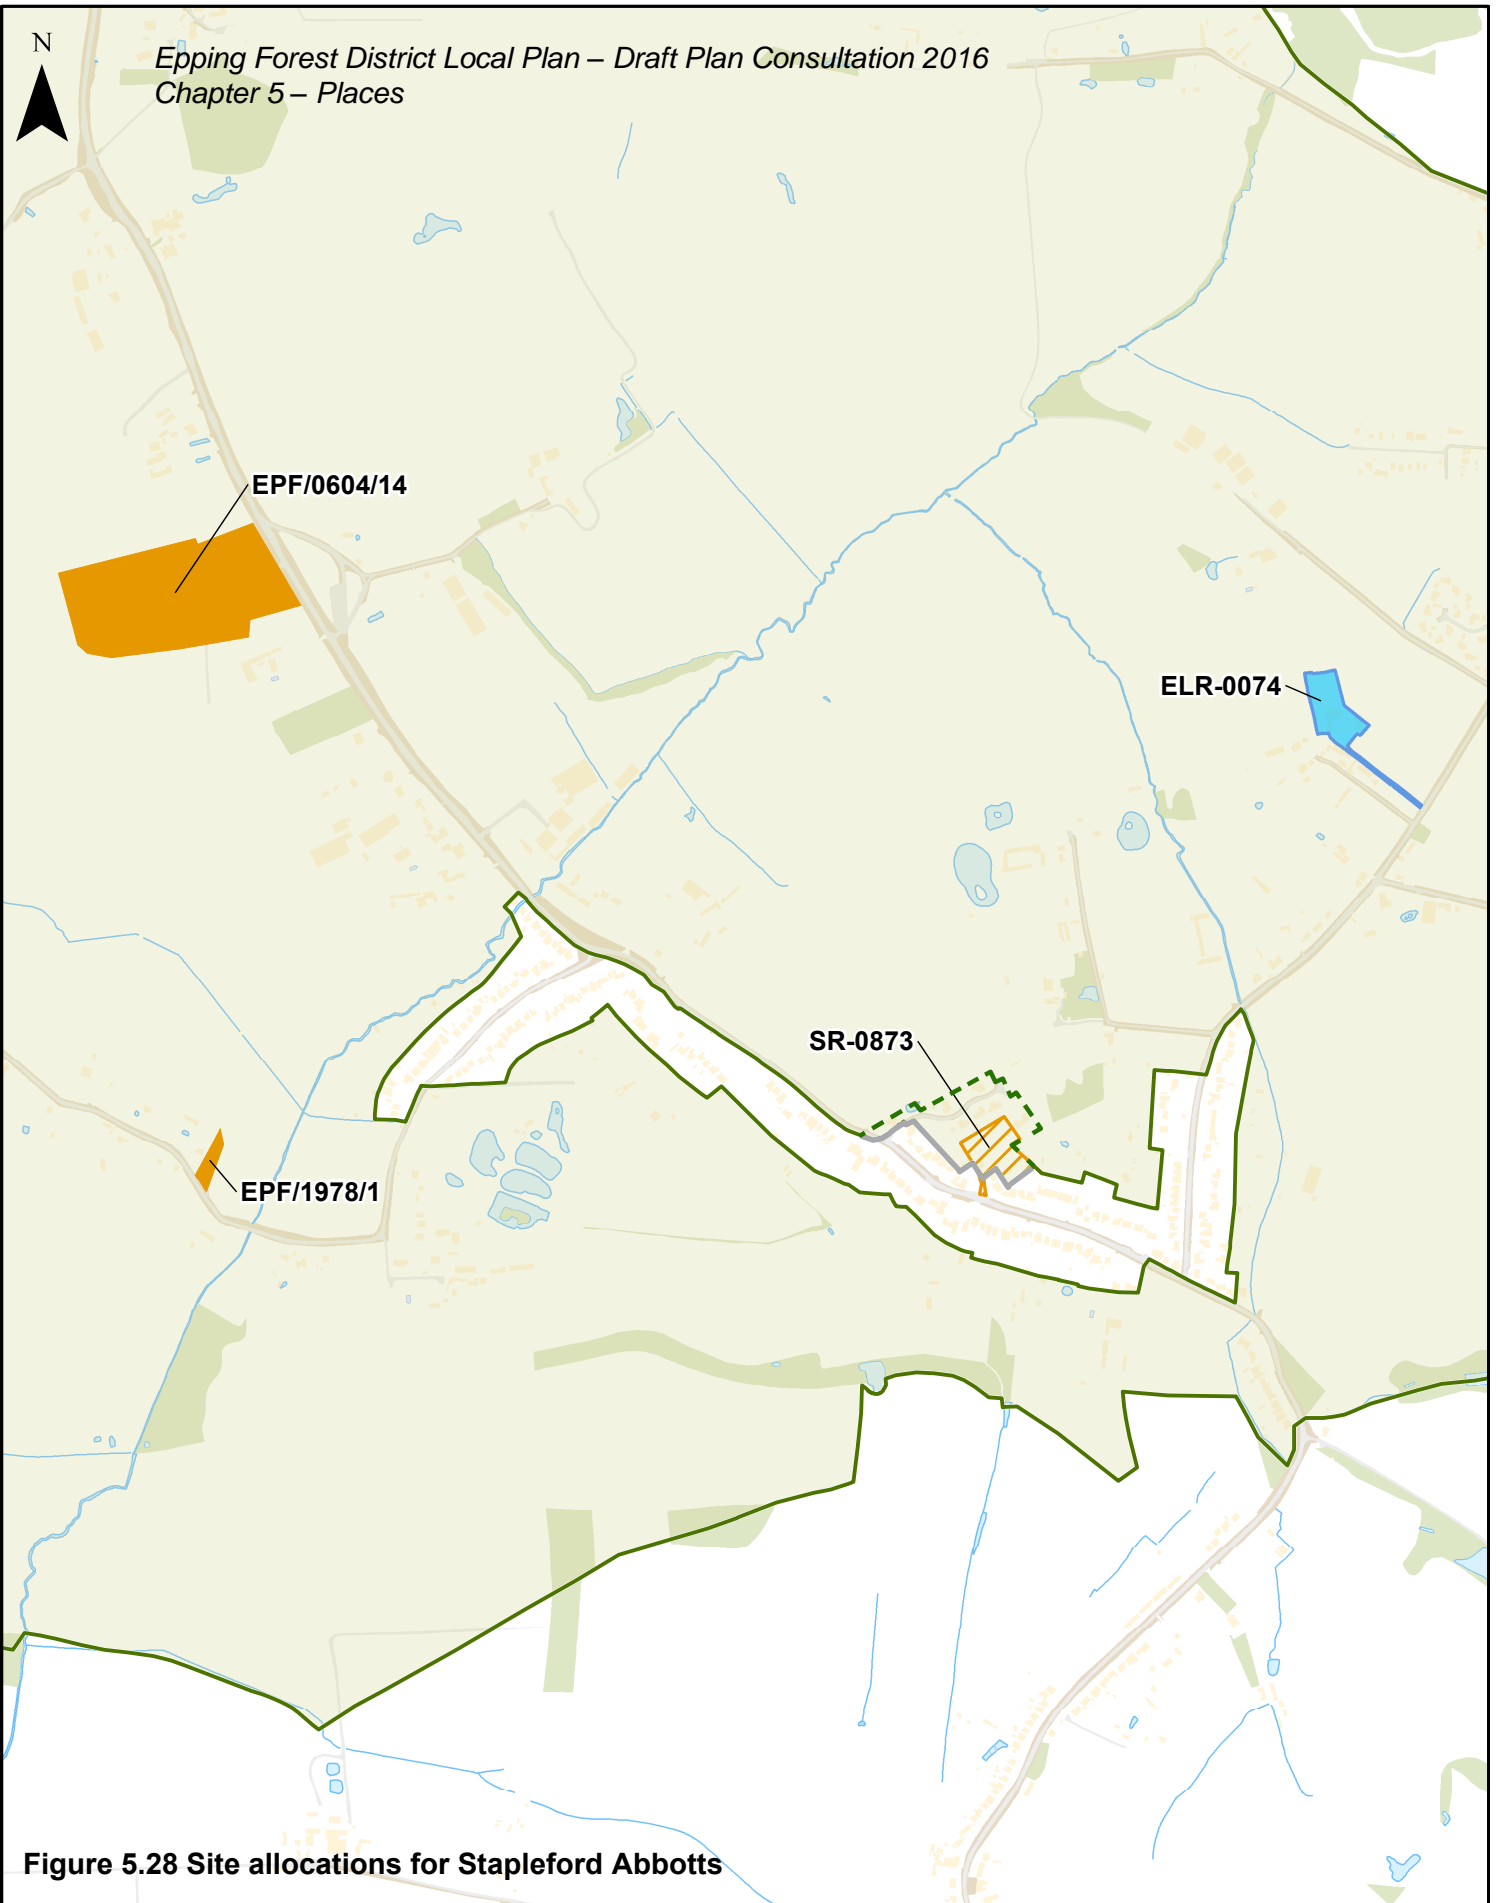 N
Epping Forest District Local Plan – Draft Plan Consultation 2016
Chapter 5 – Places
EPF/0604/14
ELR-0074
SR-0873
EPF/1978/1
Figure 5.28 Site allocations for Stapleford Abbotts